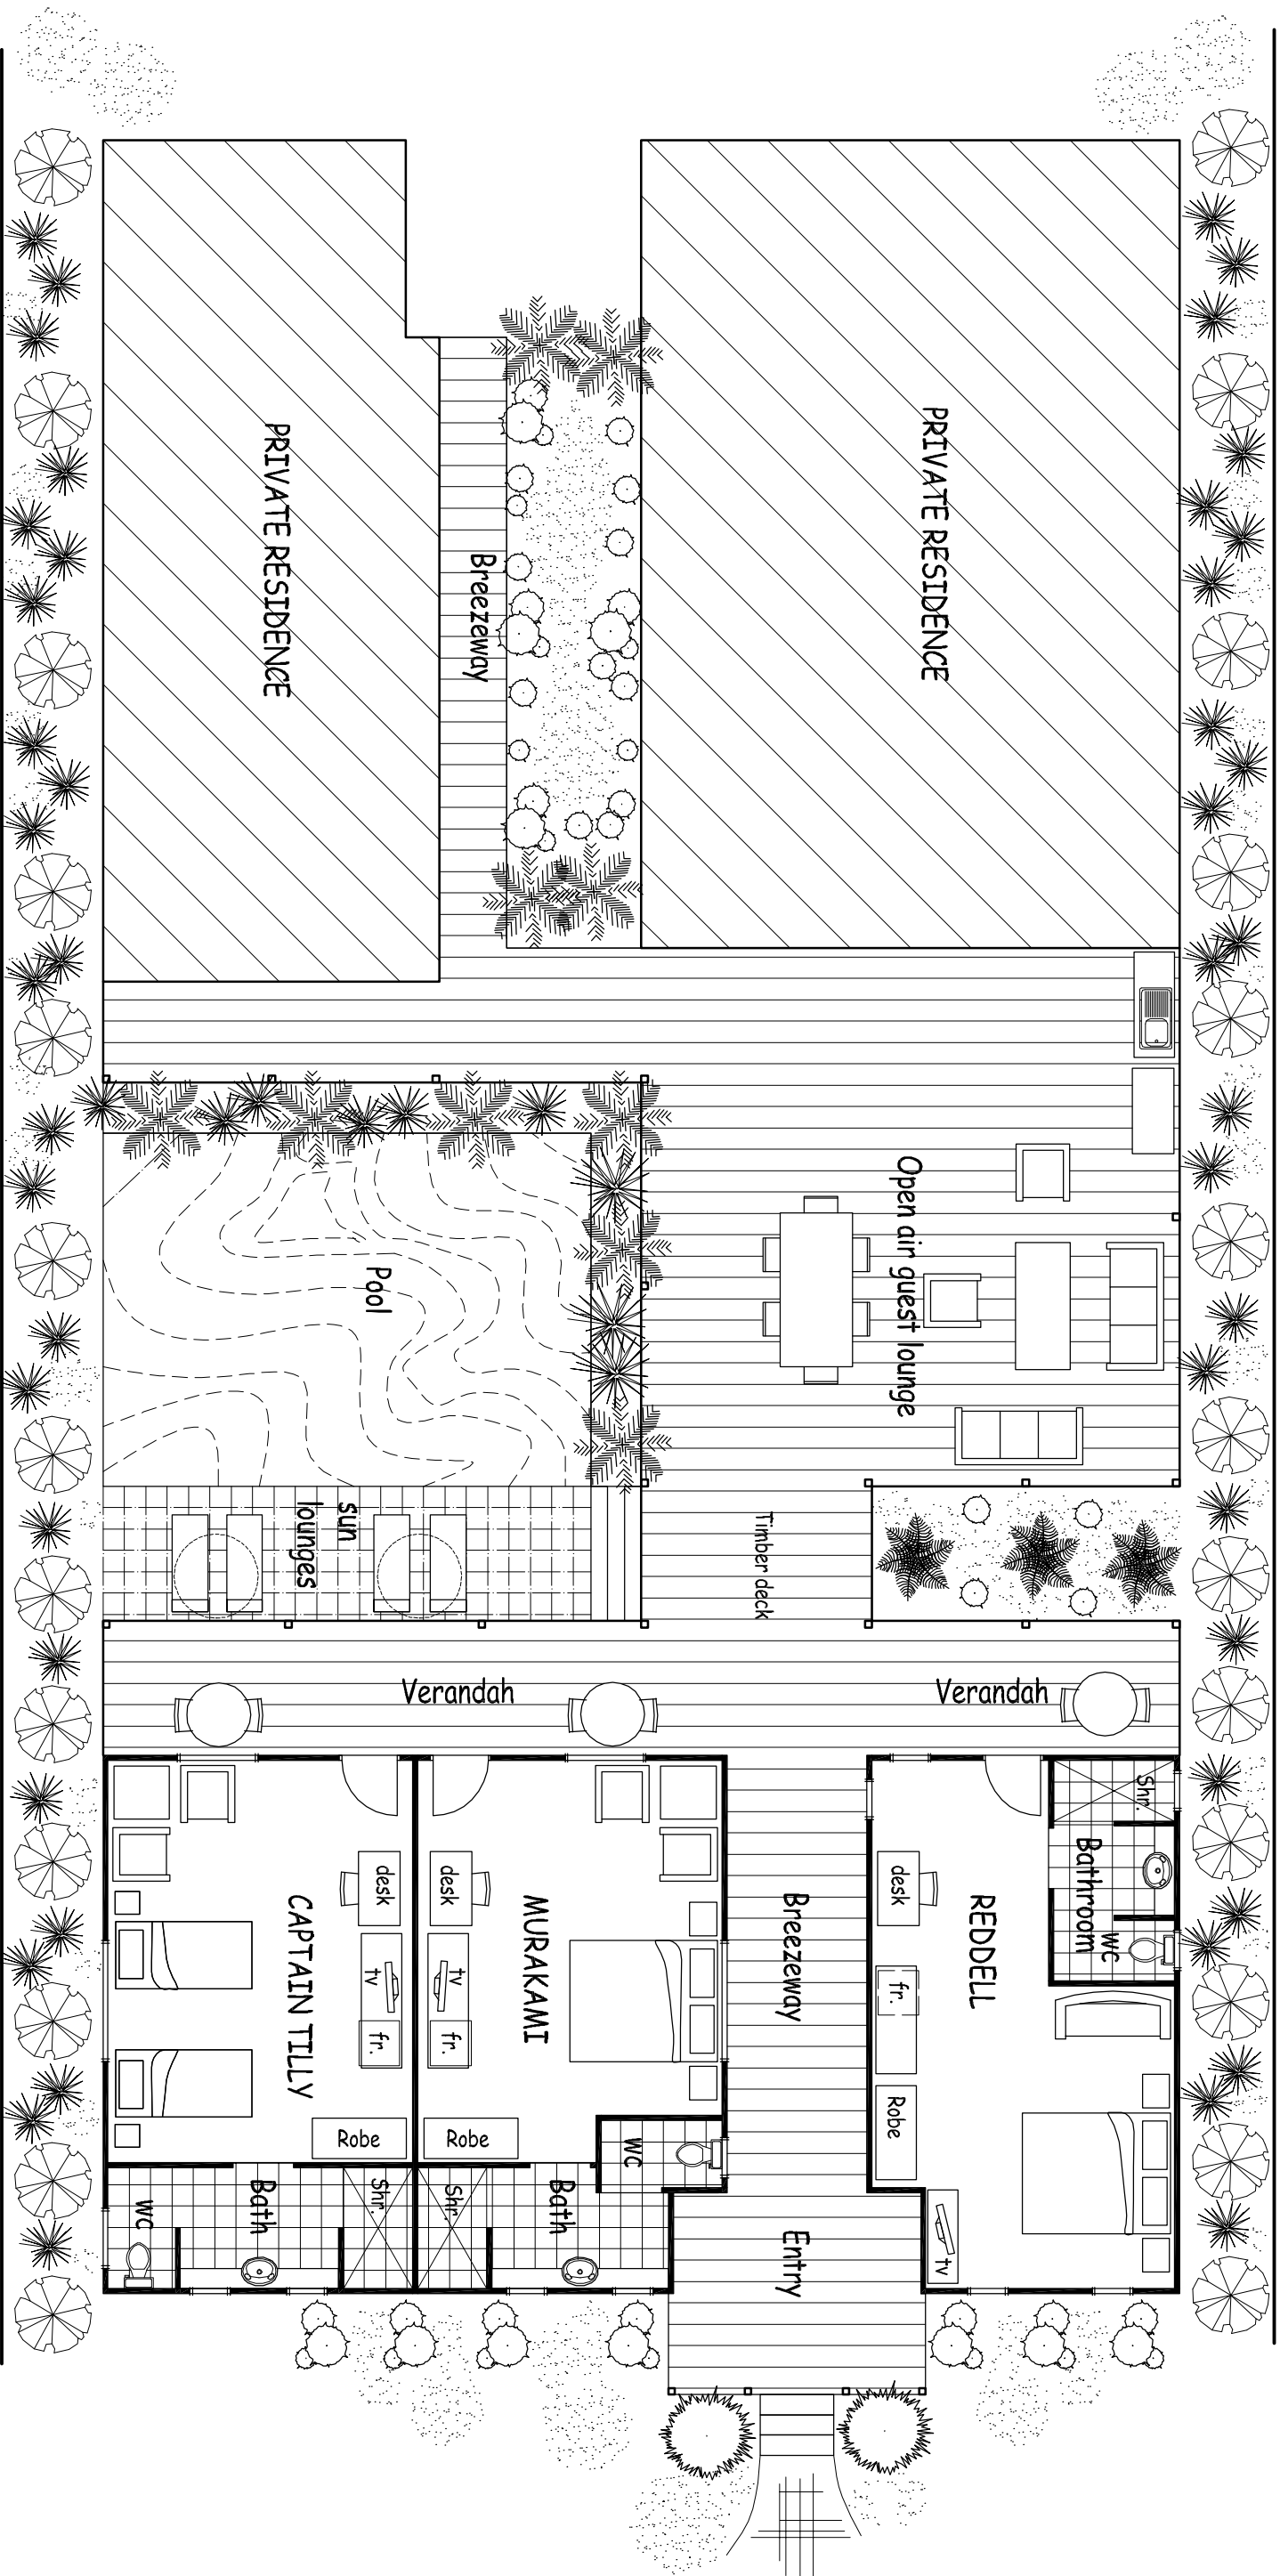 PRIVATE RESIDENCE
PRIVATE RESIDENCE
Breezeway
Open air guest lounge
Pool
sun
lounges
Timber deck
Verandah
Verandah
Shr.
Bathroom
WC
REDDELL
desk
fr.
Robe
tv
Breezeway
Entry
MURAKAMI
desk
tv
fr.
Robe
WC
Bath
Shr.
CAPTAIN TILLY
desk
tv
fr.
Robe
Shr.
Bath
WC